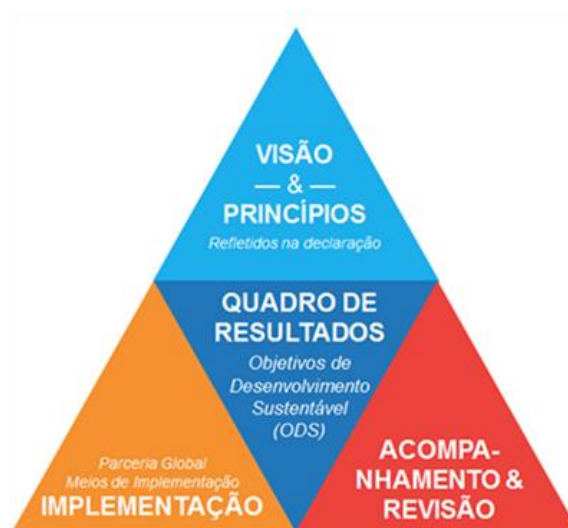 VISÃO
— & —
PRINCÍPIOS
Refletidos na declaração
QUADRO DE
RESULTADOS
Objetivos de
Desenvolvimento
Sustentável
(ODS)
Parceria Global
Meios de Implementação
IMPLEMENTAÇÃO
ACOMPA-
NHAMENTO &
REVISÃO